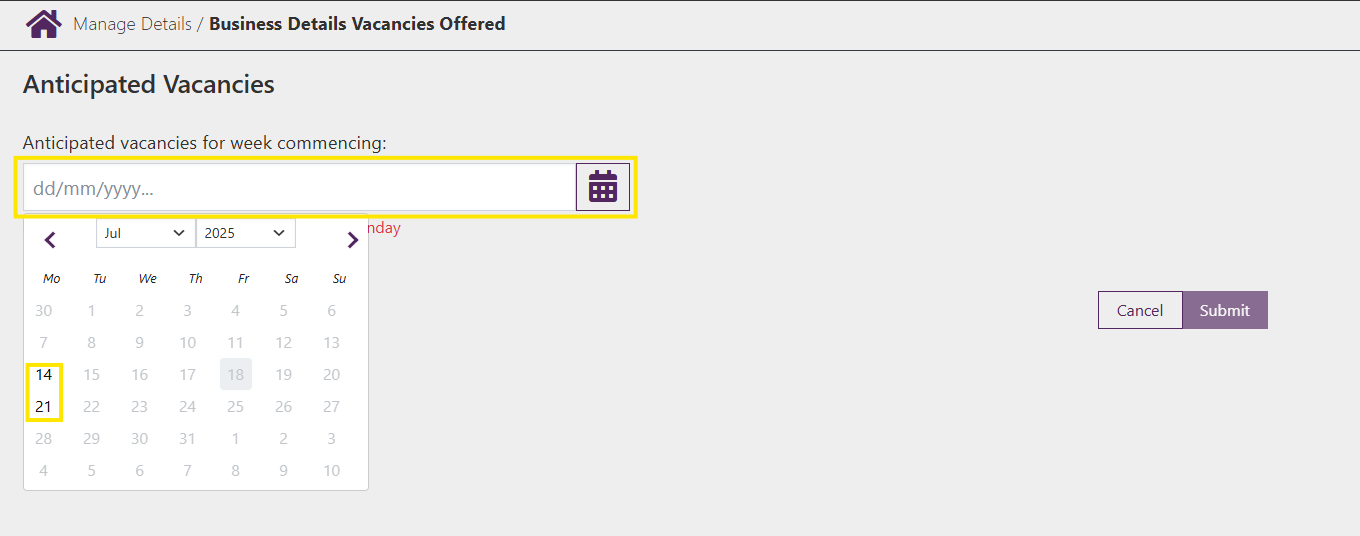 Manage Details / Business Details Vacancies Offered
Anticipated Vacancies
Anticipated vacancies for week commencing:
dd/mm/yyyy...
Jul 2025
Mo Tu We Th Fr Sa Su
30 1 2 3 4 5 6
7 8 9 10 11 12 13
14 15 16 17 18 19 20
21 22 23 24 25 26 27
28 29 30 31 1 2 3
4 5 6 7 8 9 10
Cancel Submit